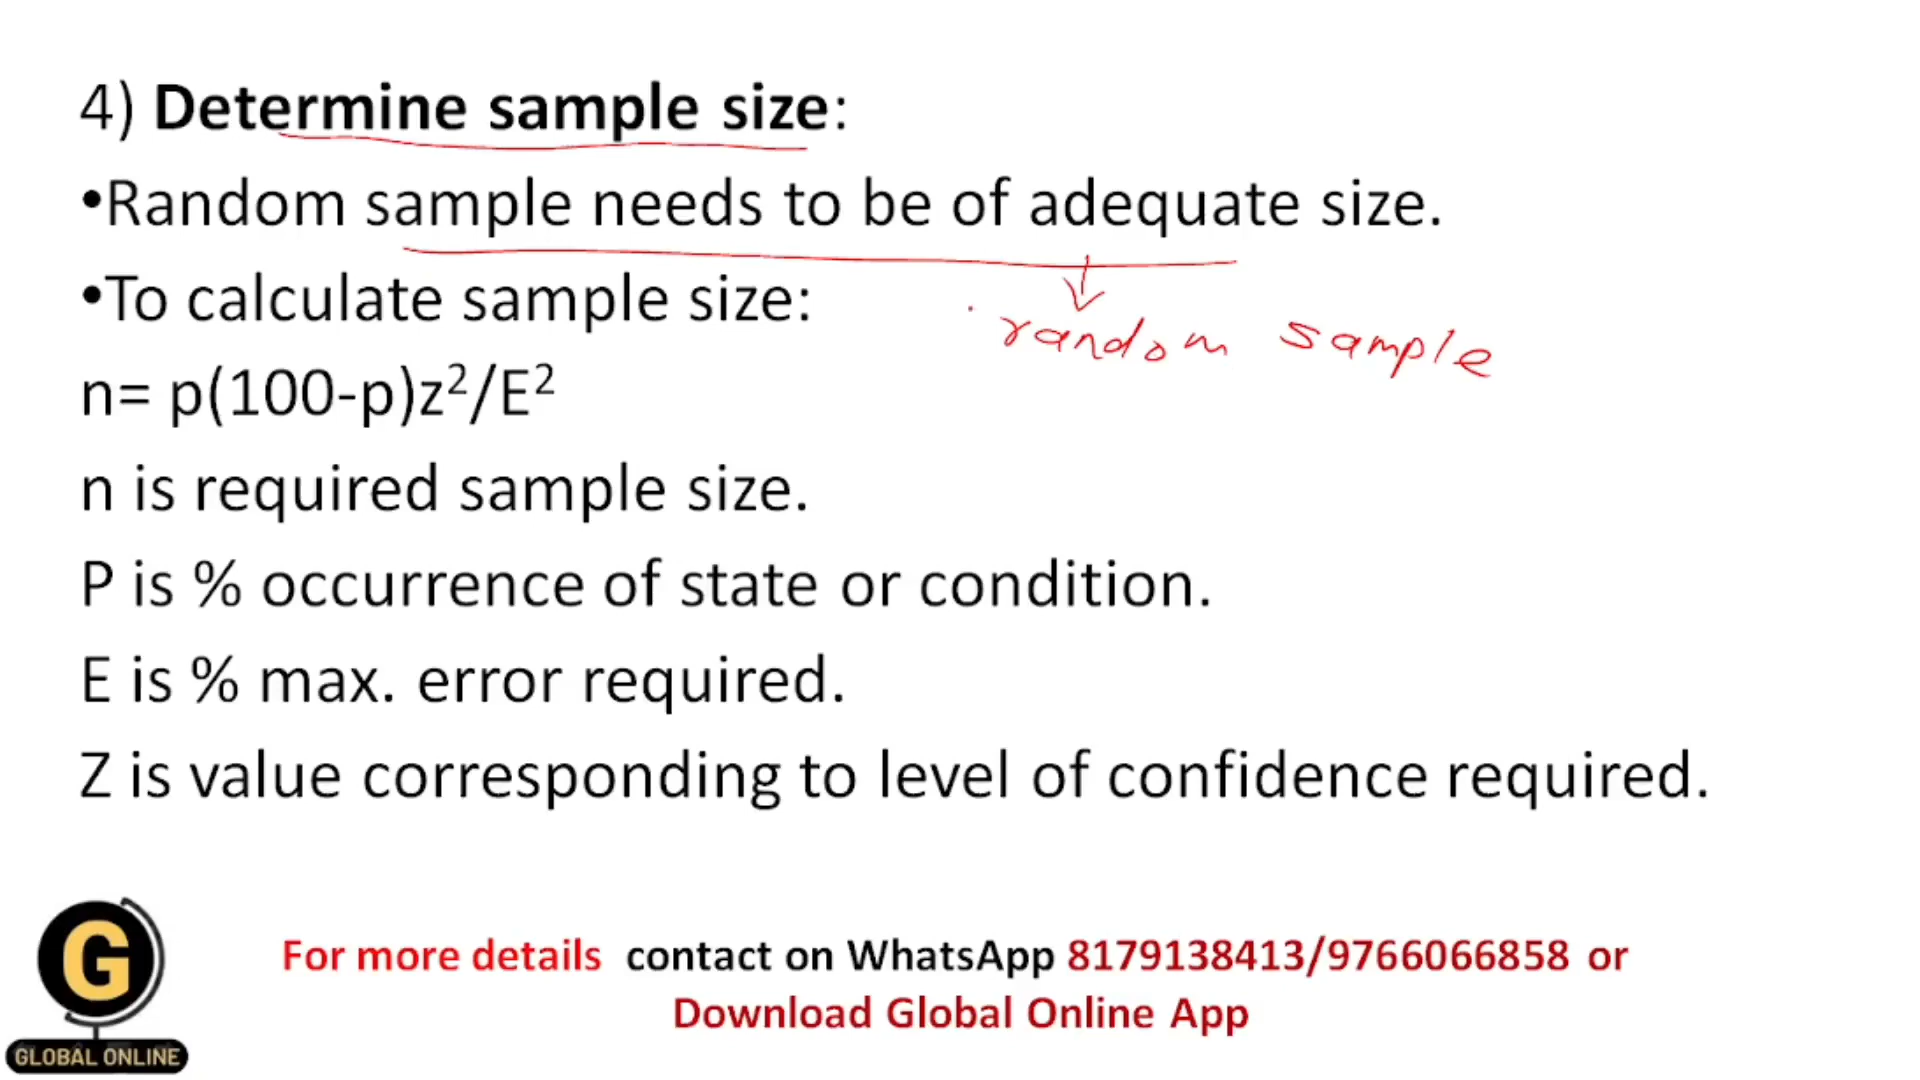 4) Determine sample size:
•Random sample needs to be of adequate size.
•To calculate sample size:
random sample
n= p(100-p)z²/E²
n is required sample size.
P is % occurrence of state or condition.
E is % max. error required.
Z is value corresponding to level of confidence required.
G
GLOBAL ONLINE
For more details contact on WhatsApp 8179138413/9766066858 or
Download Global Online App